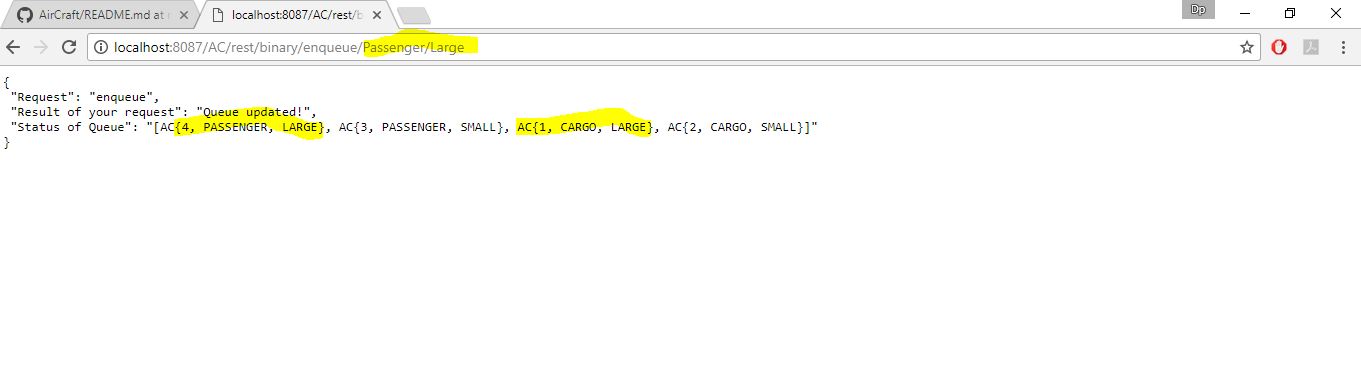 AirCraft/README.md at
localhost:8087/AC/rest/b
Dp
localhost:8087/AC/rest/binary/enqueue/Passenger/Large
{
"Request": "enqueue",
"Result of your request": "Queue updated!",
"Status of Queue": "[AC{4, PASSENGER, LARGE}, AC{3, PASSENGER, SMALL}, AC{1, CARGO, LARGE}, AC{2, CARGO, SMALL}]"
}